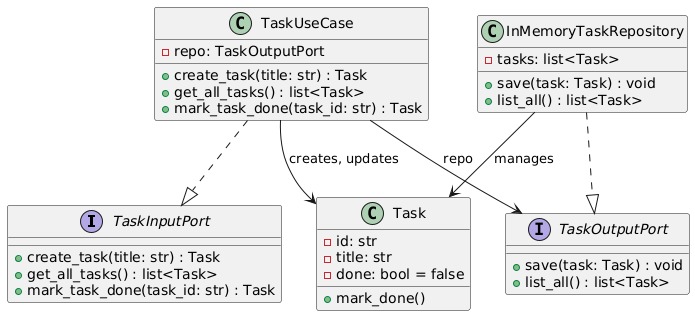 C TaskUseCase
repo: TaskOutputPort
create_task(title: str) : Task
get_all_tasks() : list<Task>
mark_task_done(task_id: str) : Task
C InMemoryTaskRepository
tasks: list<Task>
save(task: Task) : void
list_all() : list<Task>
creates, updates
repo
manages
I TaskInputPort
create_task(title: str) : Task
get_all_tasks() : list<Task>
mark_task_done(task_id: str) : Task
C Task
id: str
title: str
done: bool = false
mark_done()
I TaskOutputPort
save(task: Task) : void
list_all() : list<Task>